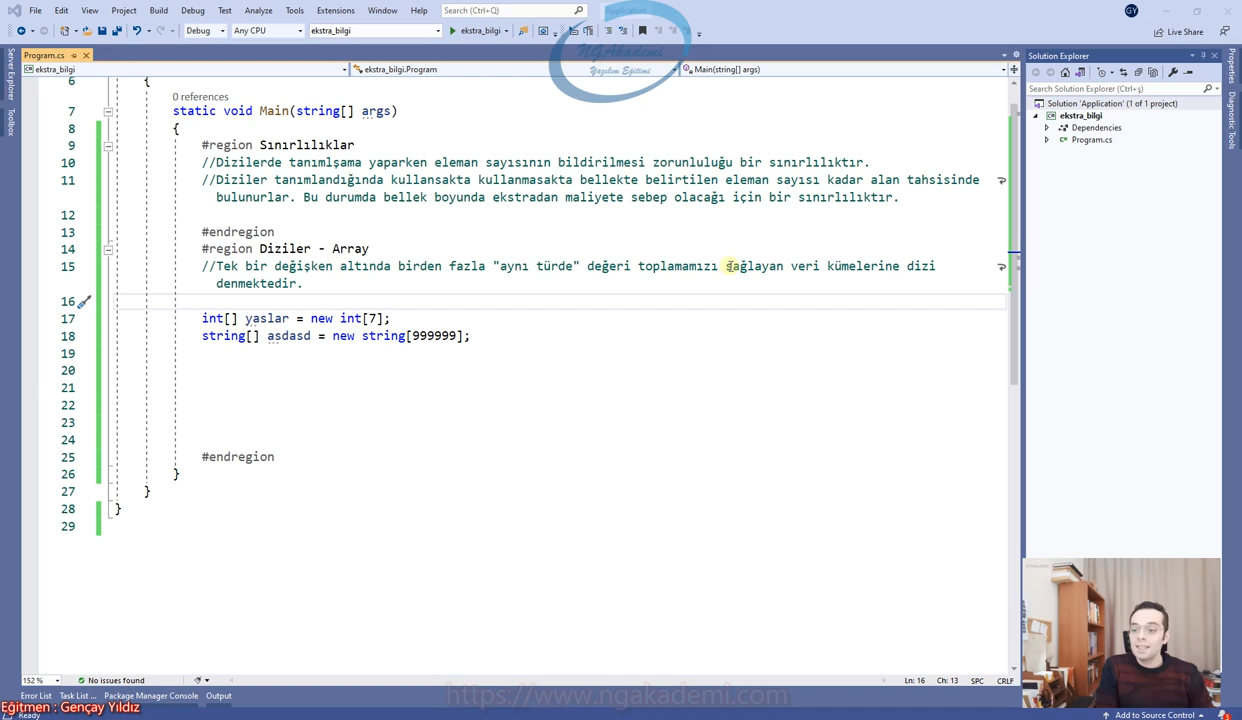 File Edit View Project Build Debug Test Analyze Tools Extensions Window Help Search (Ctrl+Q) Application GY
Debug Any CPU ekstra_bilgi ekstra_bilgi Live Share
NGAkademi
Yazılım Eğitimi
Program.cs
ekstra_bilgi ekstra_bilgi.Program Main(string[] args)
Server Explorer
Toolbox
6 {
0 references
7 static void Main(string[] args)
8 {
9 #region Sınırlılıklar
10 //Dizilerde tanımlşama yaparken eleman sayısının bildirilmesi zorunluluğu bir sınırlılıktır.
11 //Diziler tanımlandığında kullansakta kullanmasakta bellekte belirtilen eleman sayısı kadar alan tahsisinde
bulunurlar. Bu durumda bellek boyunda ekstradan maliyete sebep olacağı için bir sınırlılıktır.
12
13 #endregion
14 #region Diziler - Array
15 //Tek bir değişken altında birden fazla "aynı türde" değeri toplamamızı sağlayan veri kümelerine dizi
denmektedir.
16
17 int[] yaslar = new int[7];
18 string[] asdasd = new string[999999];
19
20
21
22
23
24
25 #endregion
26 }
27 }
28 }
29
152 % No issues found Ln: 16 Ch: 13 SPC CRLF
Error List Task List ... Package Manager Console Output
https://www.ngakademi.com
Eğitmen : Gençay Yıldız
Ready
Add to Source Control
Solution Explorer
Search Solution Explorer (Ctrl+ş)
Solution 'Application' (1 of 1 project)
ekstra_bilgi
Dependencies
Program.cs
Properties
Diagnostic Tools